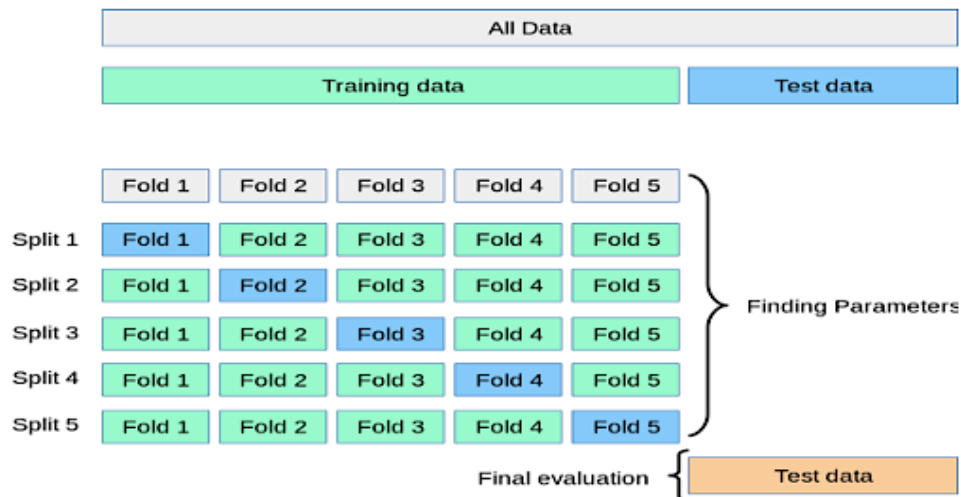 All Data
Training data Test data
Fold 1 Fold 2 Fold 3 Fold 4 Fold 5
Split 1 Fold 1 Fold 2 Fold 3 Fold 4 Fold 5
Split 2 Fold 1 Fold 2 Fold 3 Fold 4 Fold 5
Finding Parameters
Split 3 Fold 1 Fold 2 Fold 3 Fold 4 Fold 5
Split 4 Fold 1 Fold 2 Fold 3 Fold 4 Fold 5
Split 5 Fold 1 Fold 2 Fold 3 Fold 4 Fold 5
Final evaluation Test data